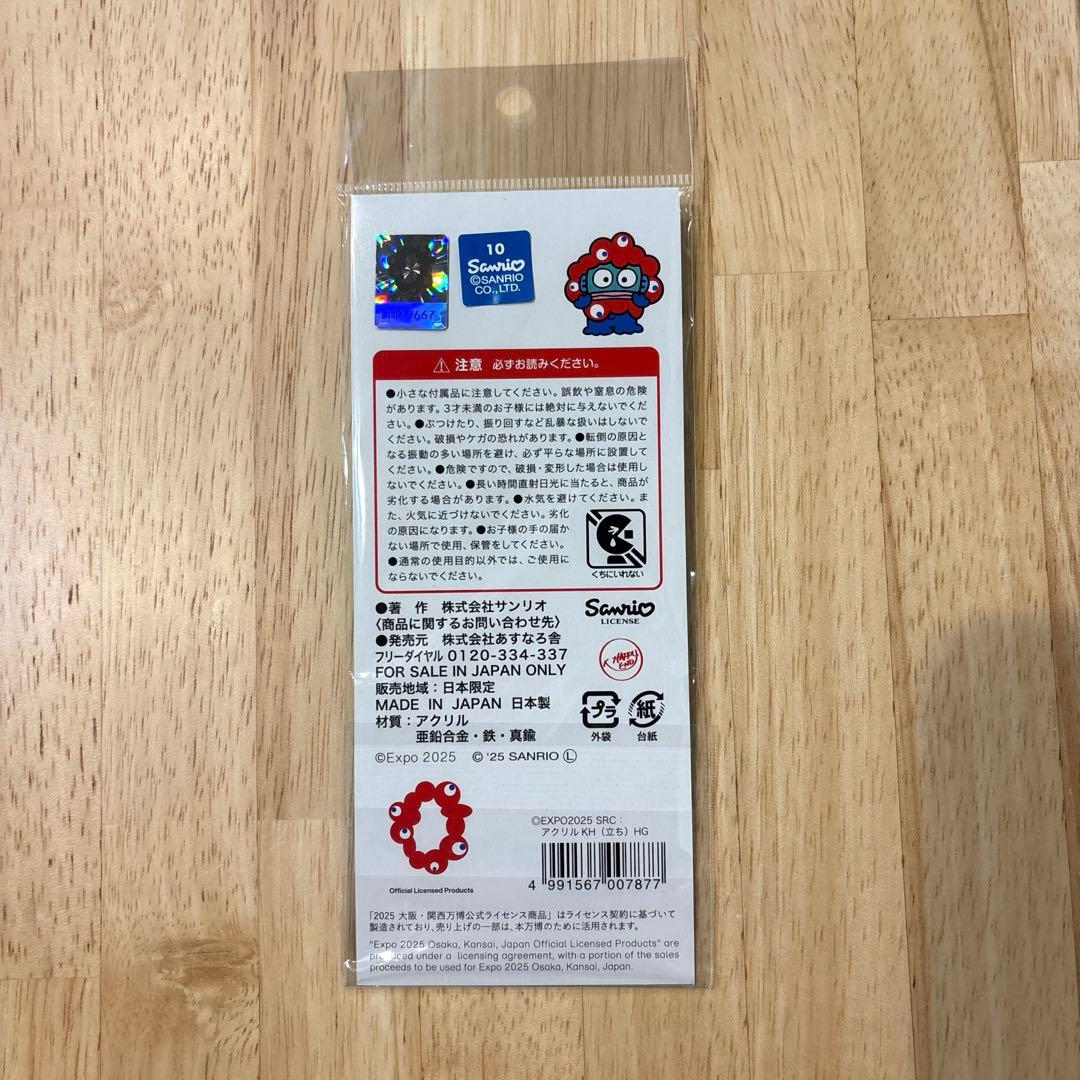 10
Sanrio
©SANRIO
CO., LTD.
注意 必ずお読みください。
●小さな付属品に注意してください。誤飲や窒息の危険
があります。3才未満のお子様には絶対に与えないでくだ
さい。●ぶつけたり、振り回すなど乱暴な扱いはしないで
ください。破損やケガの恐れがあります。●転倒の原因と
なる振動の多い場所を避け、必ず平らな場所に設置して
ください。●危険ですので、破損・変形した場合は使用し
ないでください。●長い時間直射日光に当たると、商品が
劣化する場合があります。●水気を避けてください。ま
た、火気に近づけないでください。劣化
の原因になります。●お子様の手の届か
ない場所で使用、保管をしてください。
●通常の使用目的以外では、ご使用に
ならないでください。
くちにいれない
●著 作 株式会社サンリオ
〈商品に関するお問い合わせ先〉
●発売元 株式会社あすなろ舎
フリーダイヤル 0120-334-337
FOR SALE IN JAPAN ONLY
販売地域：日本限定
MADE IN JAPAN 日本製
材質：アクリル
亜鉛合金・鉄・真鍮
Sanrio
LICENSE
HAPPY
END
プラ
外袋
紙
台紙
©Expo 2025 © '25 SANRIO Ⓛ
Official Licensed Products
©EXPO2025 SRC：
アクリルKH（立ち）HG
4 991567 007877
「2025 大阪・関西万博公式ライセンス商品」はライセンス契約に基づいて
製造されており、売り上げの一部は、本万博のために活用されます。
"Expo 2025 Osaka, Kansai, Japan Official Licensed Products" are
produced under a licensing agreement, with a portion of the sales
proceeds to be used for Expo 2025 Osaka, Kansai, Japan.